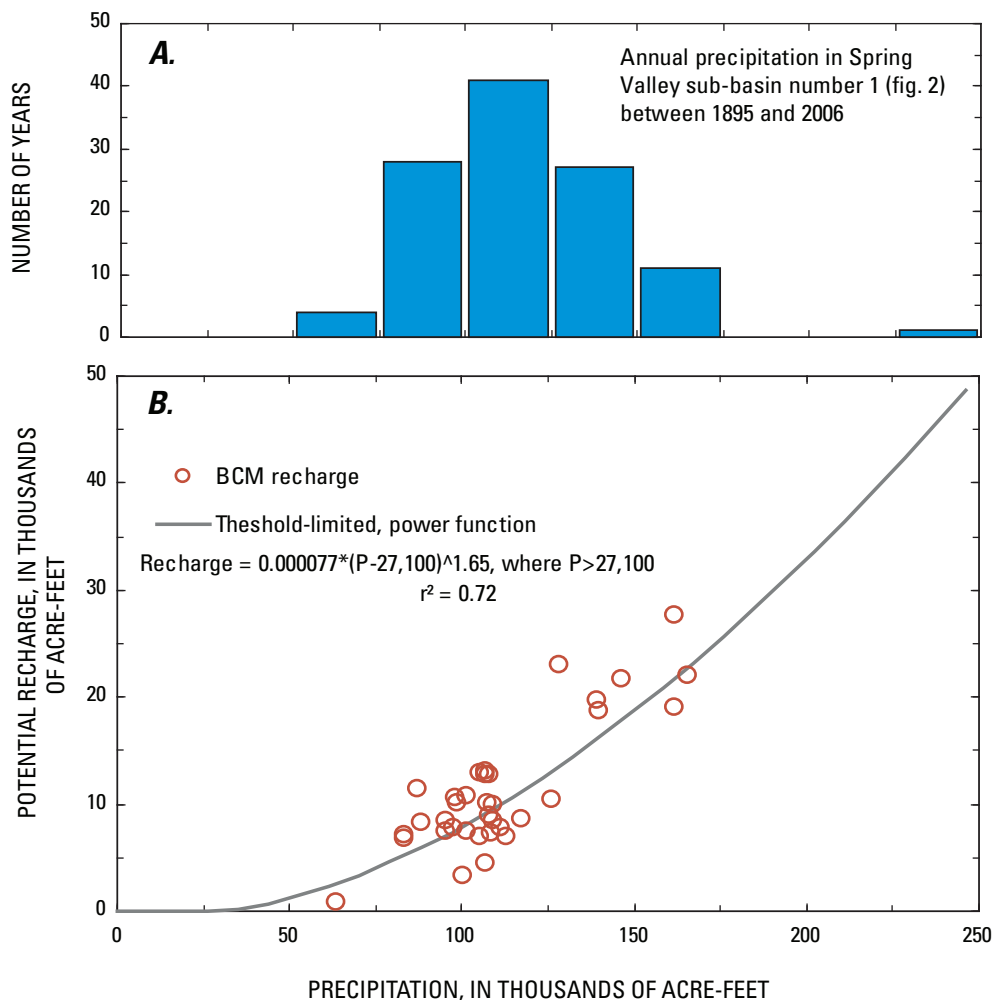 50
40
30
20
10
0
NUMBER OF YEARS
A.
Annual precipitation in Spring
Valley sub-basin number 1 (fig. 2)
between 1895 and 2006
50
40
30
20
10
0
POTENTIAL RECHARGE, IN THOUSANDS
OF ACRE-FEET
B.
BCM recharge
Theshold-limited, power function
Recharge = 0.000077*(P-27,100)^1.65, where P>27,100
r² = 0.72
0 50 100 150 200 250
PRECIPITATION, IN THOUSANDS OF ACRE-FEET